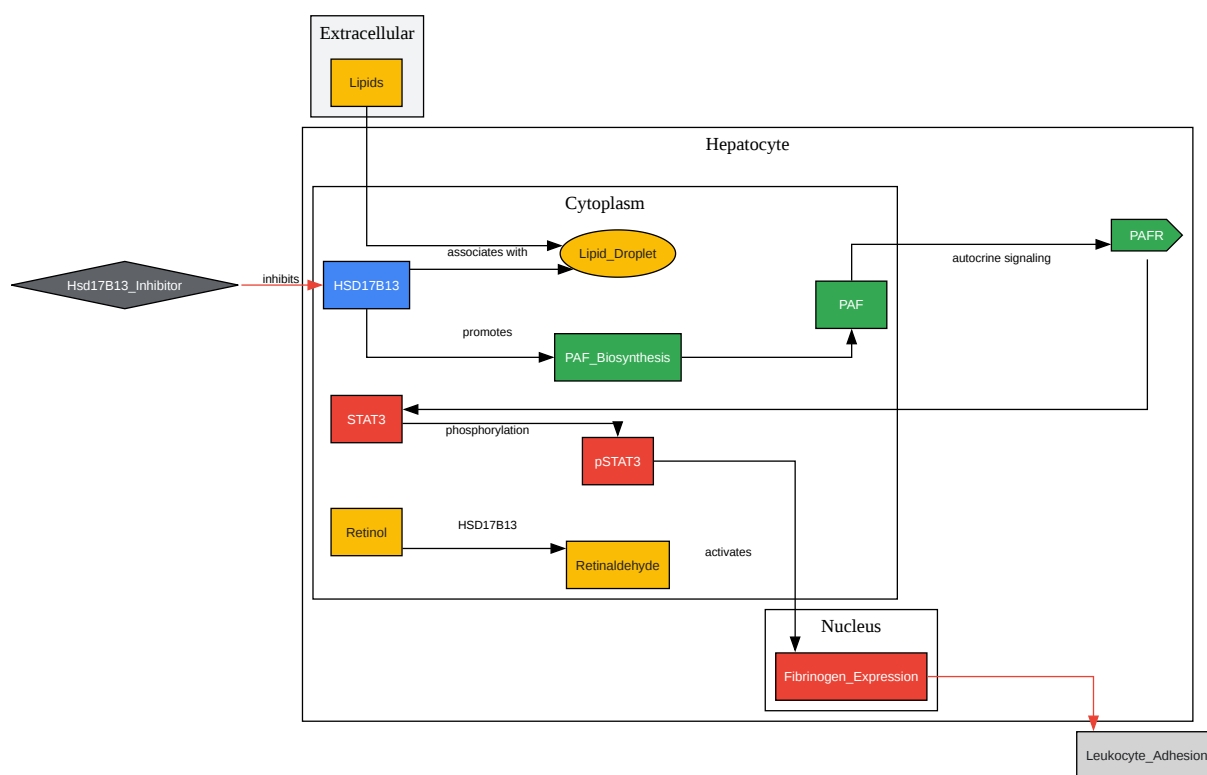 Extracellular
Lipids
Hepatocyte
Cytoplasm
PAFR
associates with
Lipid_Droplet
autocrine signaling
Hsd17B13_Inhibitor
inhibits
HSD17B13
PAF
promotes
PAF_Biosynthesis
STAT3
phosphorylation
pSTAT3
Retinol
HSD17B13
activates
Retinaldehyde
Nucleus
Fibrinogen_Expression
Leukocyte_Adhesion